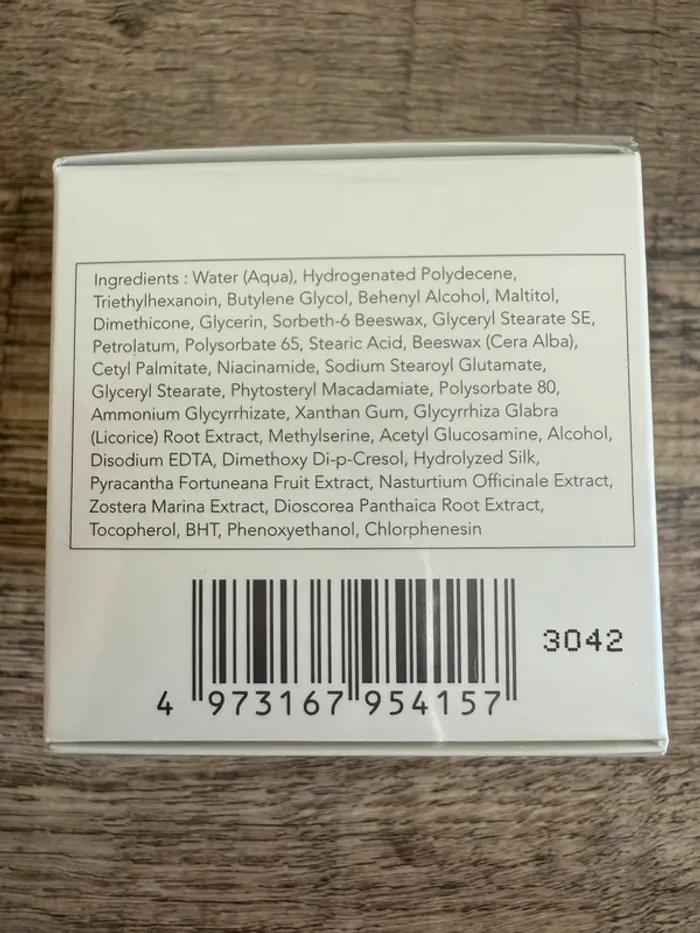 Ingredients : Water (Aqua), Hydrogenated Polydecene,
Triethylhexanoin, Butylene Glycol, Behenyl Alcohol, Maltitol,
Dimethicone, Glycerin, Sorbeth-6 Beeswax, Glyceryl Stearate SE,
Petrolatum, Polysorbate 65, Stearic Acid, Beeswax (Cera Alba),
Cetyl Palmitate, Niacinamide, Sodium Stearoyl Glutamate,
Glyceryl Stearate, Phytosteryl Macadamiate, Polysorbate 80,
Ammonium Glycyrrhizate, Xanthan Gum, Glycyrrhiza Glabra
(Licorice) Root Extract, Methylserine, Acetyl Glucosamine, Alcohol,
Disodium EDTA, Dimethoxy Di-p-Cresol, Hydrolyzed Silk,
Pyracantha Fortuneana Fruit Extract, Nasturtium Officinale Extract,
Zostera Marina Extract, Dioscorea Panthaica Root Extract,
Tocopherol, BHT, Phenoxyethanol, Chlorphenesin
3042
4 973167 954157